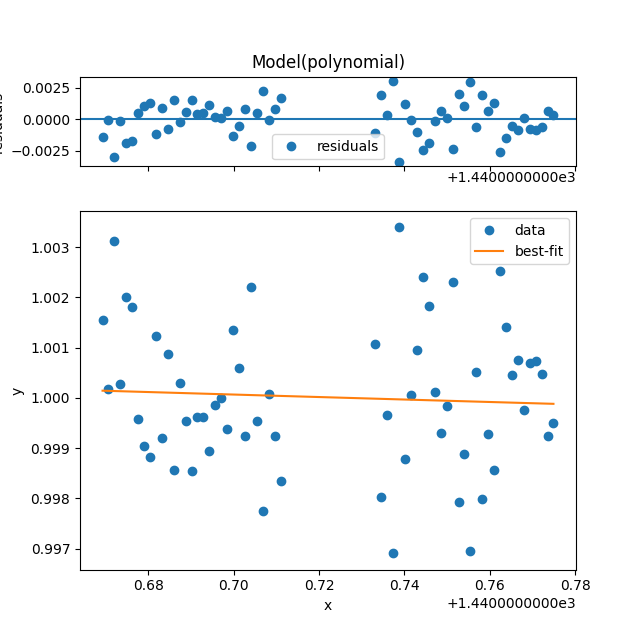 Model(polynomial)
residuals
0.0025
0.0000
−0.0025
residuals
+1.4400000000e3
y
1.003
1.002
1.001
1.000
0.999
0.998
0.997
data
best-fit
0.68
0.70
0.72
0.74
0.76
0.78
x
+1.4400000000e3